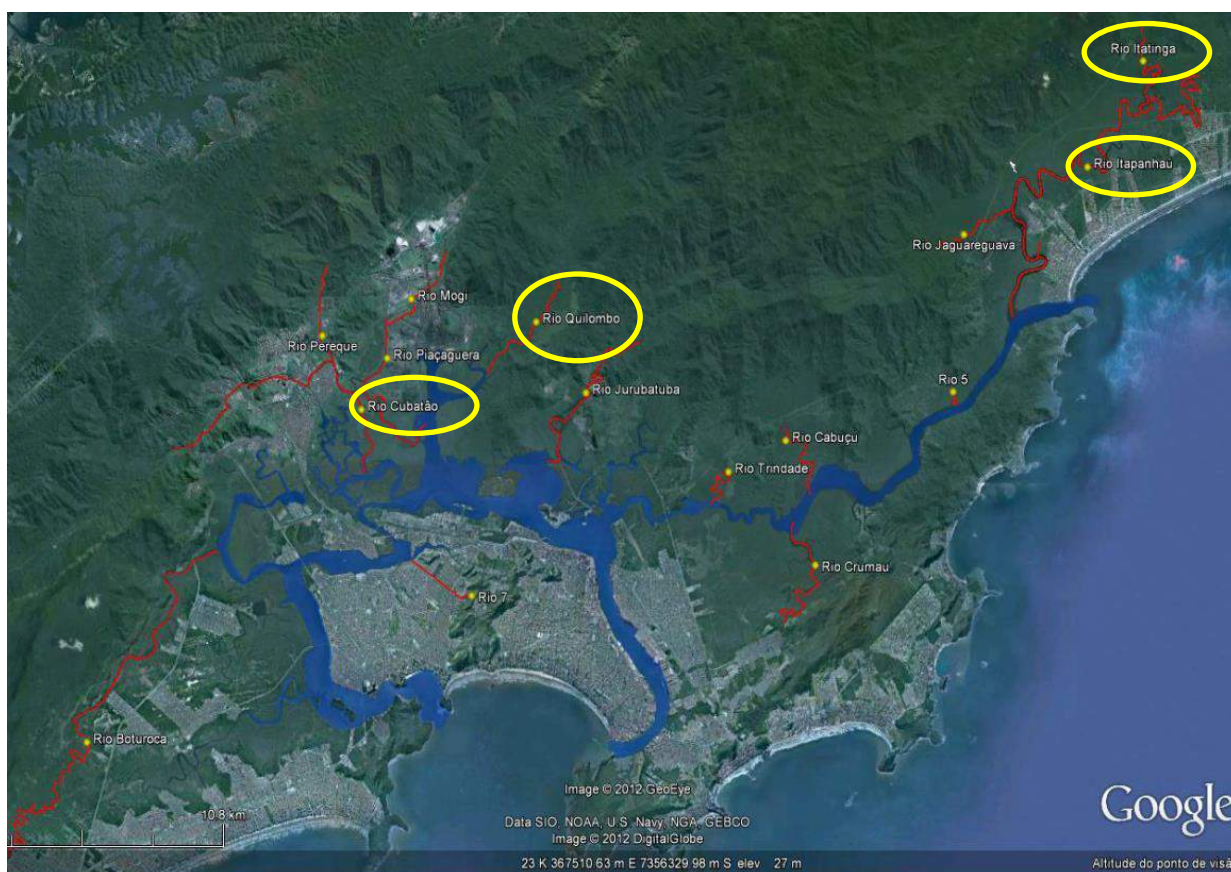 Rio Itatinga
Rio Itapanhaú
Rio Jaguareguava
Rio Mogi
Rio Quilombo
Rio Pereque
Rio Piaçaguera
Rio Jurubatuba
Rio 5
Rio Cubatão
Rio Cabuçu
Rio Trindade
Rio Crumau
Rio 7
Rio Boturoca
Image © 2012 GeoEye
10.8 km
Data SIO, NOAA, U.S. Navy, NGA, GEBCO
Image © 2012 DigitalGlobe
Google
23 K 367510.63 m E 7356329.98 m S elev 27 m
Altitude do ponto de visã